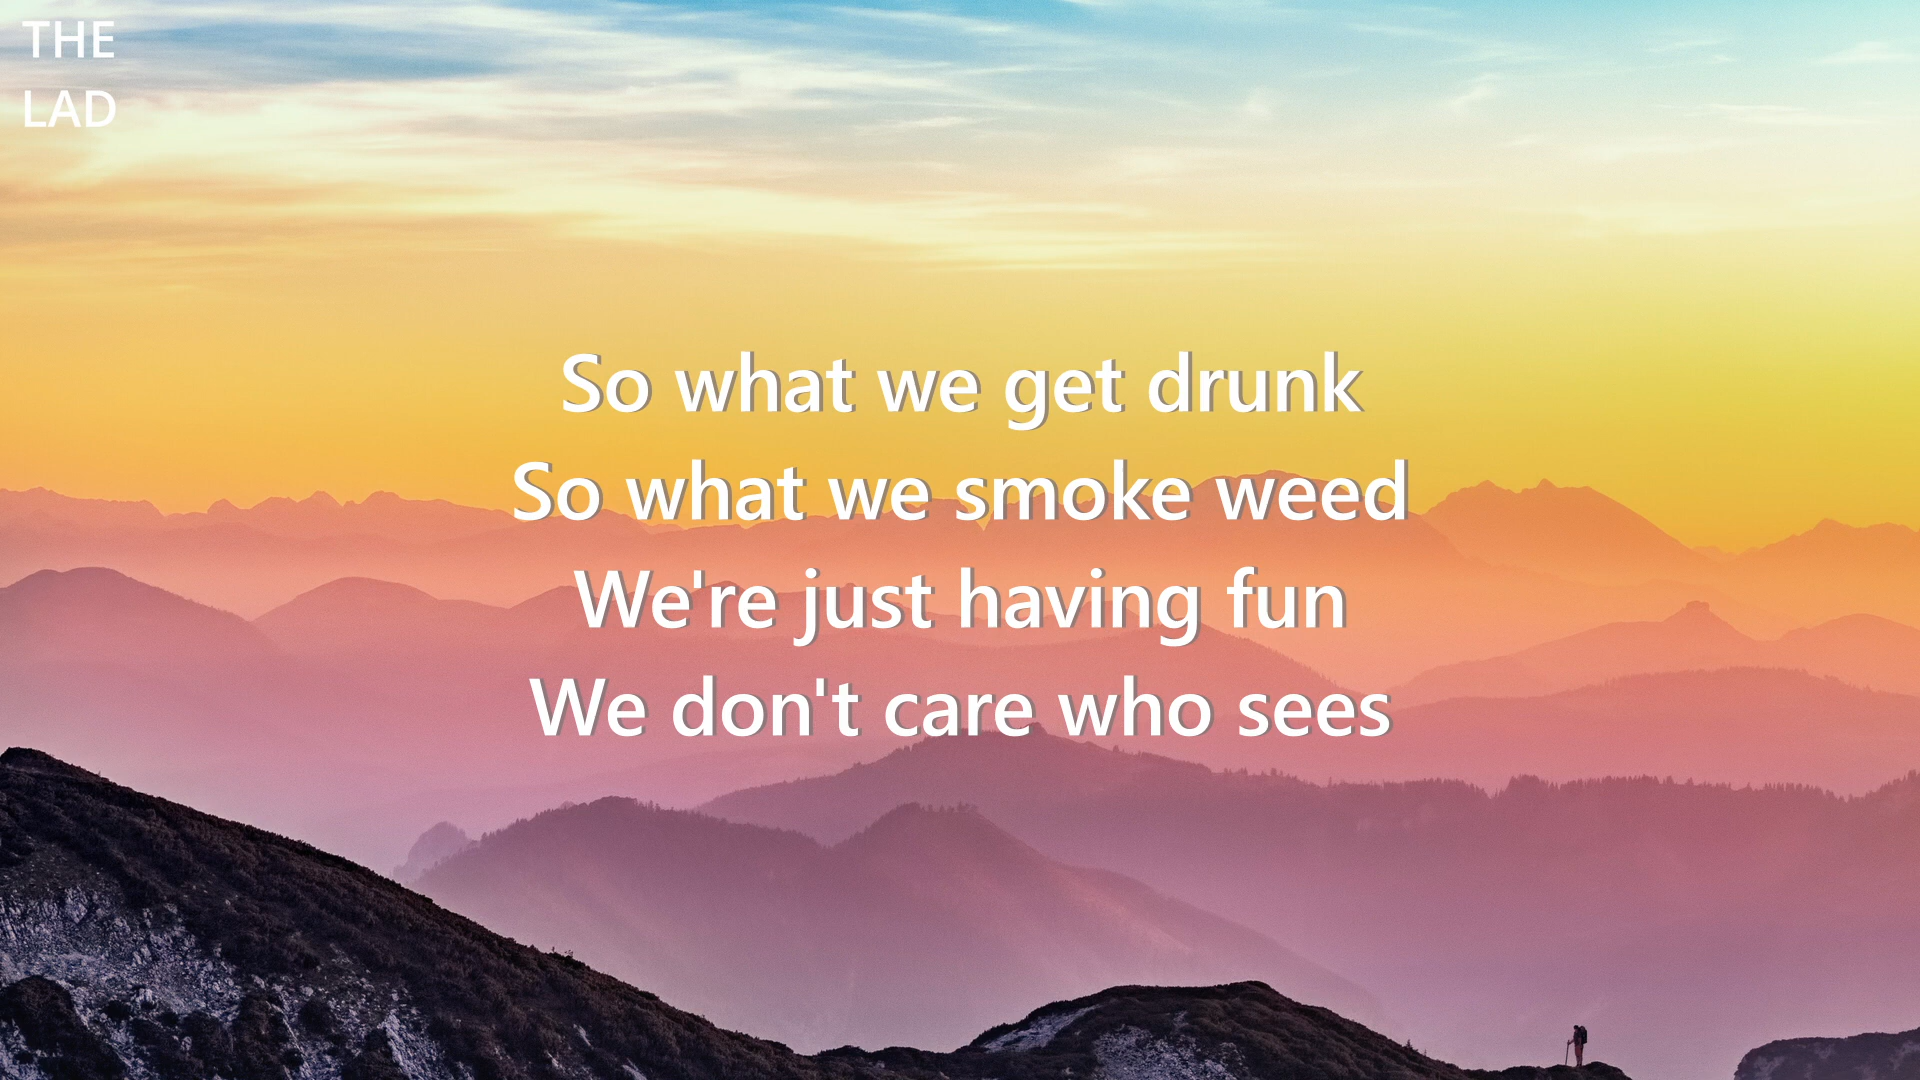 THE
LAD
So what we get drunk
So what we smoke weed
We're just having fun
We don't care who sees